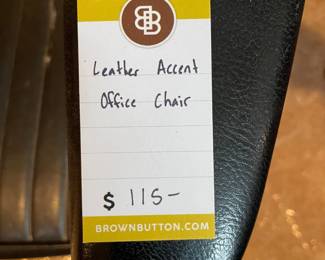 BB
Leather Accent
Office Chair
$ 115-
BROWNBUTTON.COM